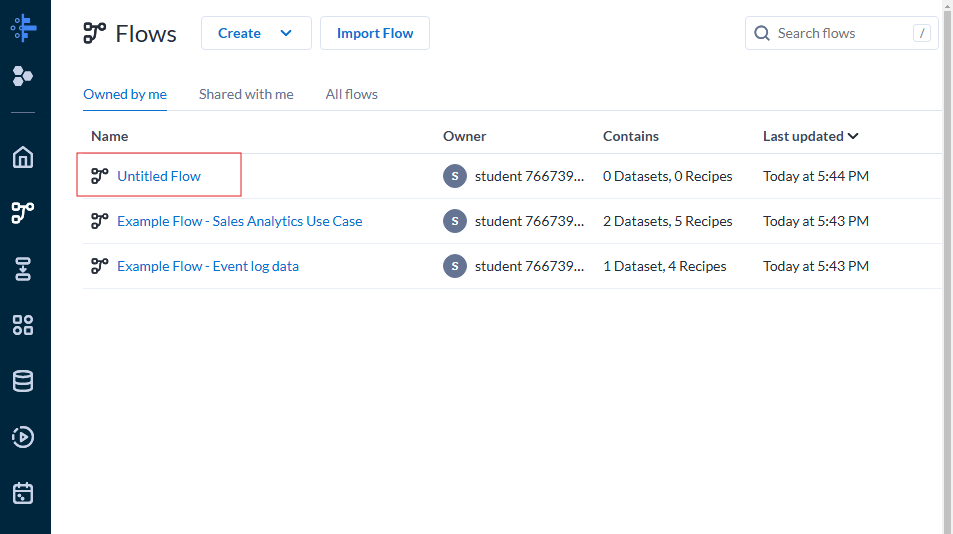 Flows Create Import Flow Search flows /
Owned by me Shared with me All flows
Name Owner Contains Last updated
Untitled Flow S student 766739... 0 Datasets, 0 Recipes Today at 5:44 PM
Example Flow - Sales Analytics Use Case S student 766739... 2 Datasets, 5 Recipes Today at 5:43 PM
Example Flow - Event log data S student 766739... 1 Dataset, 4 Recipes Today at 5:43 PM